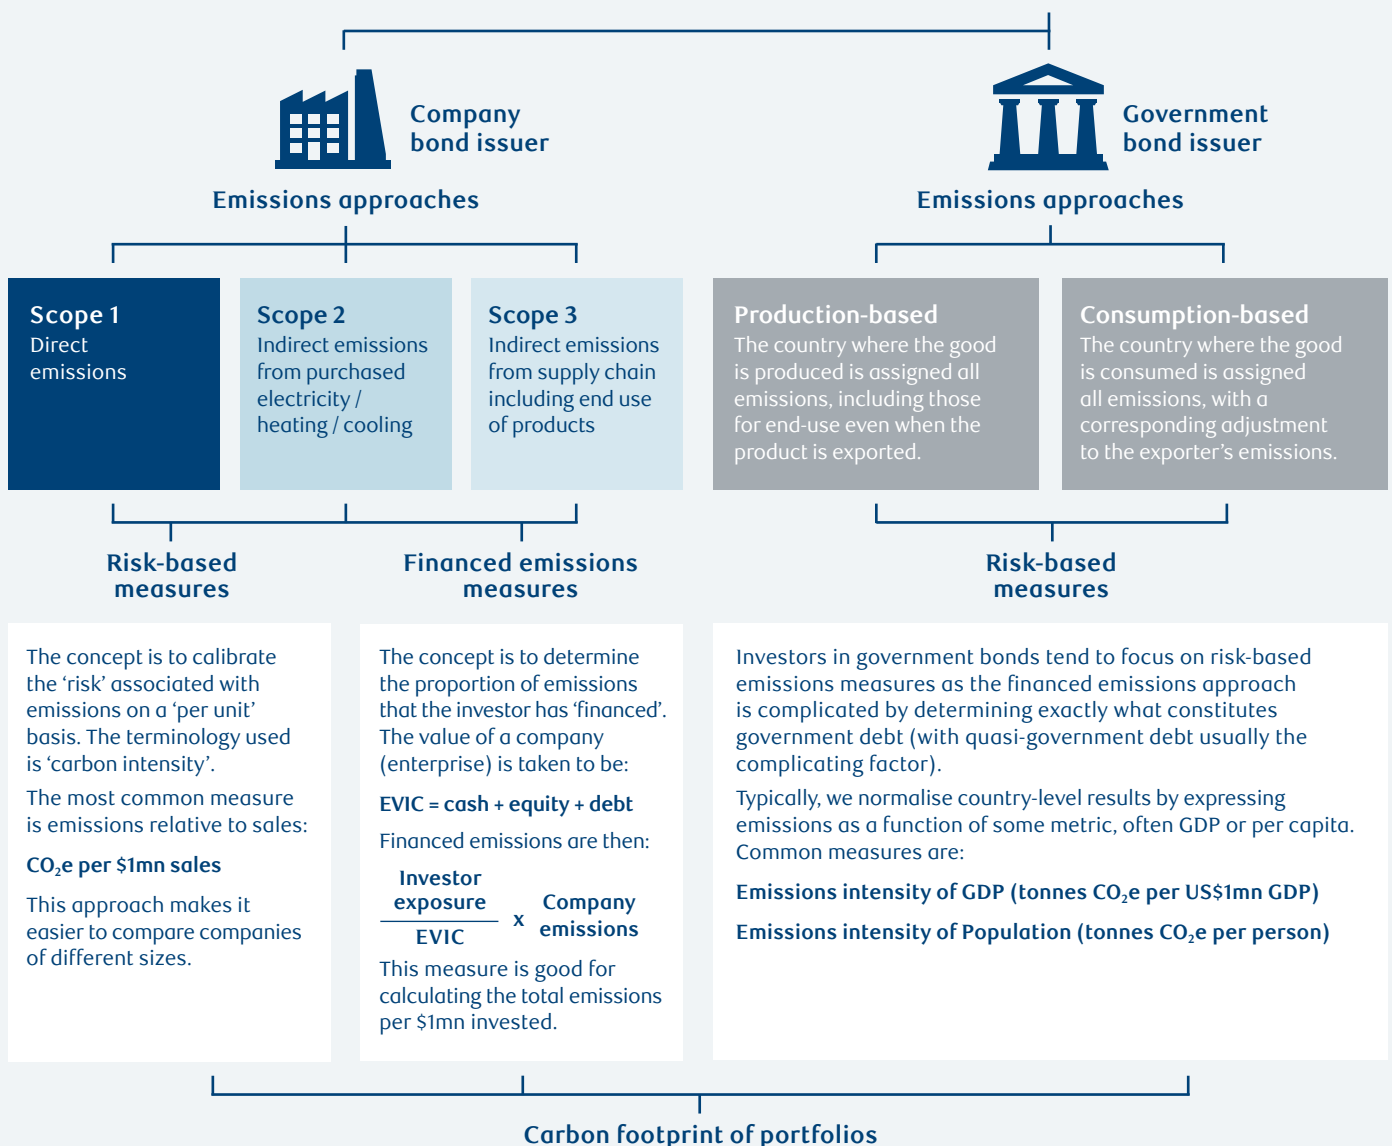 Company
bond issuer
Government
bond issuer
Emissions approaches
Emissions approaches
Scope 1
Direct
emissions
Scope 2
Indirect emissions
from purchased
electricity /
heating / cooling
Scope 3
Indirect emissions
from supply chain
including end use
of products
Production-based
The country where the good
is produced is assigned all
emissions, including those
for end-use even when the
product is exported.
Consumption-based
The country where the good
is consumed is assigned
all emissions, with a
corresponding adjustment
to the exporter’s emissions.
Risk-based
measures
Financed emissions
measures
Risk-based
measures
The concept is to calibrate
the ‘risk’ associated with
emissions on a ‘per unit’
basis. The terminology used
is ‘carbon intensity’.
The most common measure
is emissions relative to sales:
CO₂e per $1mn sales
This approach makes it
easier to compare companies
of different sizes.
The concept is to determine
the proportion of emissions
that the investor has ‘financed’.
The value of a company
(enterprise) is taken to be:
EVIC = cash + equity + debt
Financed emissions are then:
Investor
exposure
EVIC
x
Company
emissions
This measure is good for
calculating the total emissions
per $1mn invested.
Investors in government bonds tend to focus on risk-based
emissions measures as the financed emissions approach
is complicated by determining exactly what constitutes
government debt (with quasi-government debt usually the
complicating factor).
Typically, we normalise country-level results by expressing
emissions as a function of some metric, often GDP or per capita.
Common measures are:
Emissions intensity of GDP (tonnes CO₂e per US$1mn GDP)
Emissions intensity of Population (tonnes CO₂e per person)
Carbon footprint of portfolios